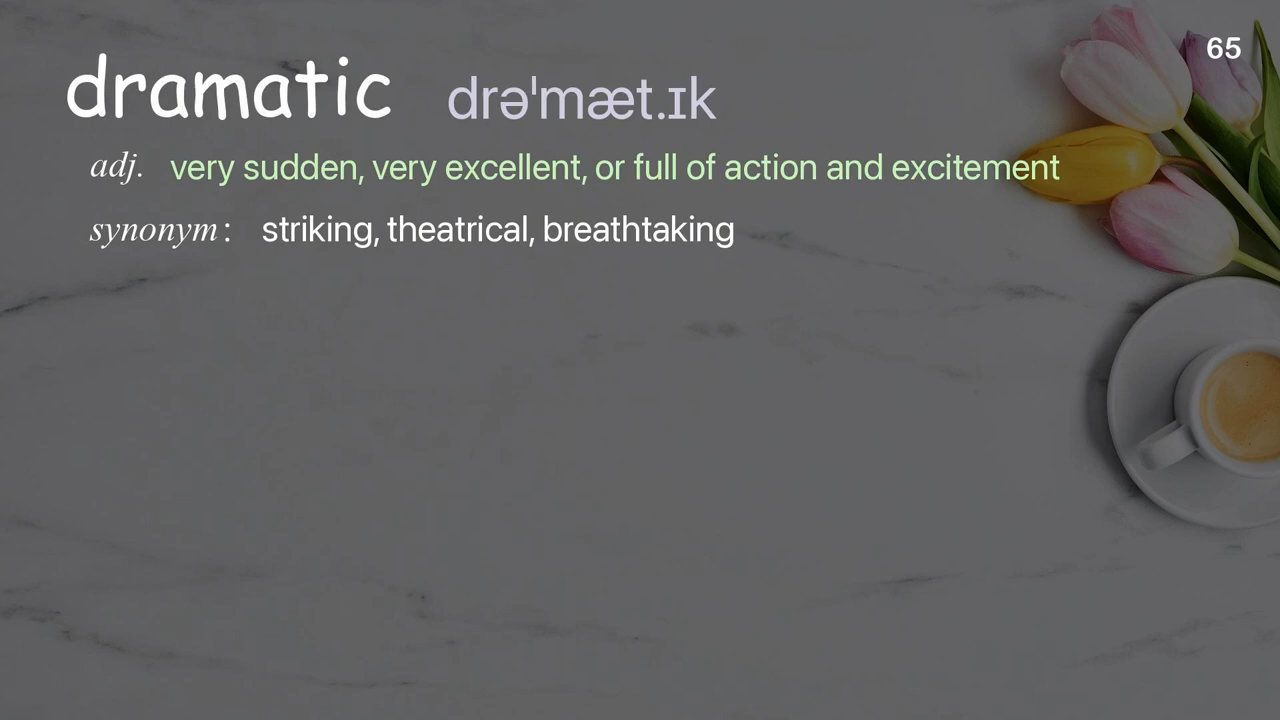 65
dramatic drəˈmæt.ɪk
adj. very sudden, very excellent, or full of action and excitement
synonym: striking, theatrical, breathtaking